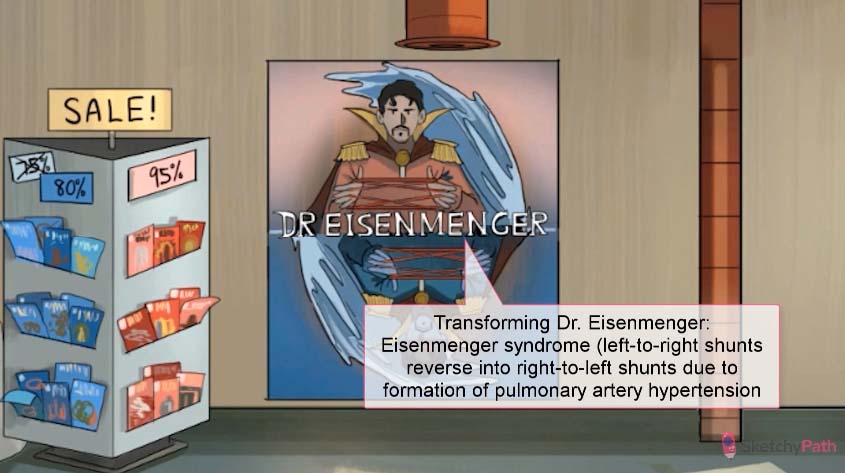 SALE!
75%
80%
95%
DR EISENMENGER
Transforming Dr. Eisenmenger:
Eisenmenger syndrome (left-to-right shunts
reverse into right-to-left shunts due to
formation of pulmonary artery hypertension
SketchyPath